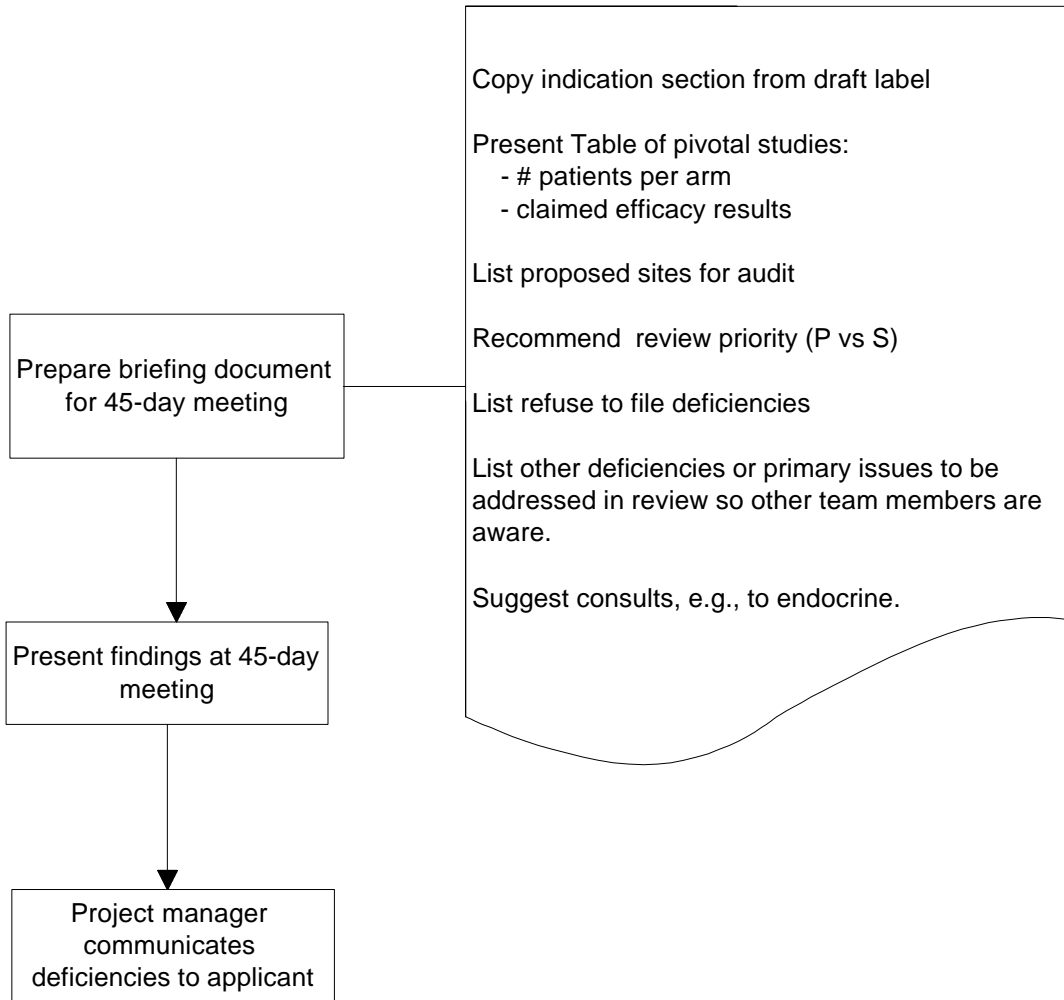 Copy indication section from draft label
Present Table of pivotal studies:
- # patients per arm
- claimed efficacy results
List proposed sites for audit
Recommend  review priority (P vs S)
List refuse to file deficiencies
List other deficiencies or primary issues to be
addressed in review so other team members are
aware.
Suggest consults, e.g., to endocrine.
Prepare briefing document
for 45-day meeting
Present findings at 45-day
meeting
Project manager
communicates
deficiencies to applicant